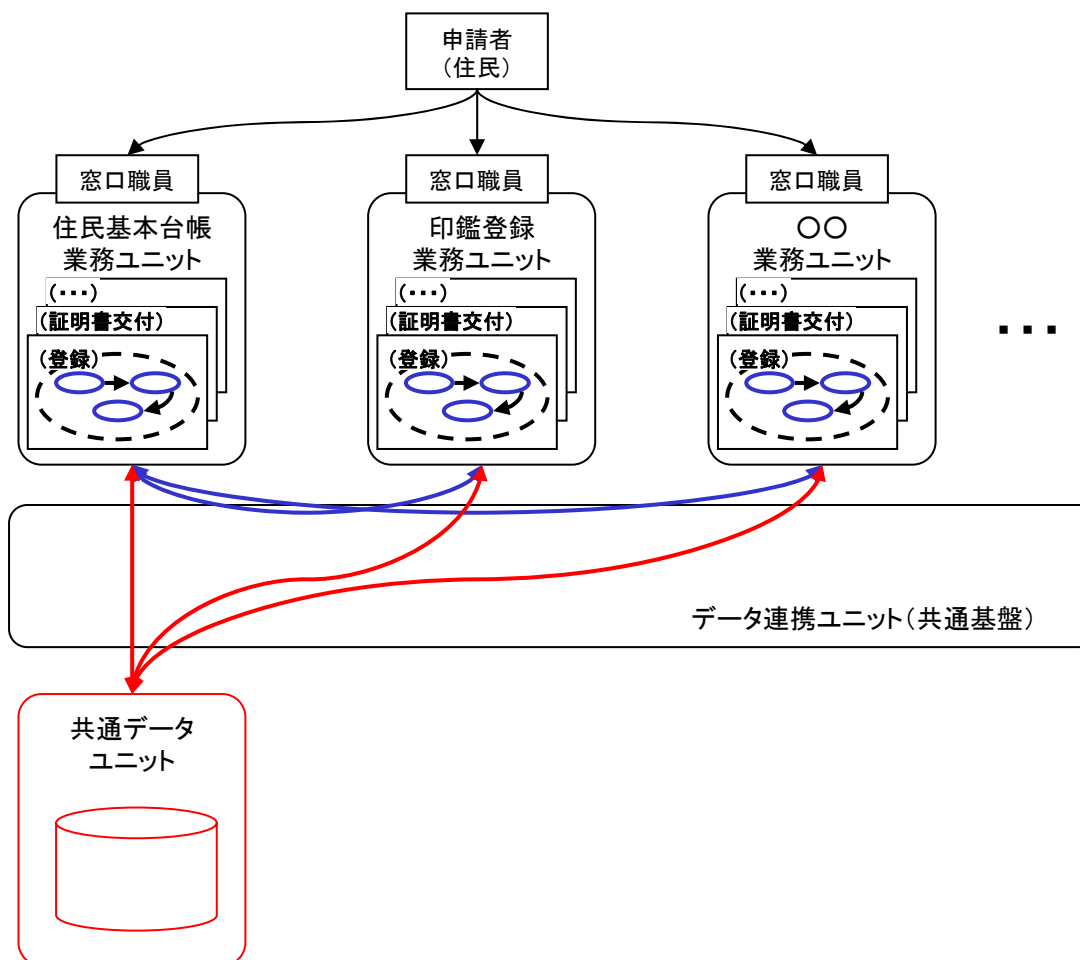 申請者
(住民)
窓口職員
窓口職員
窓口職員
住民基本台帳
業務ユニット
(・・・)
(証明書交付)
(登録)
印鑑登録
業務ユニット
(・・・)
(証明書交付)
(登録)
〇〇
業務ユニット
(・・・)
(証明書交付)
(登録)
・・・
データ連携ユニット(共通基盤)
共通データ
ユニット